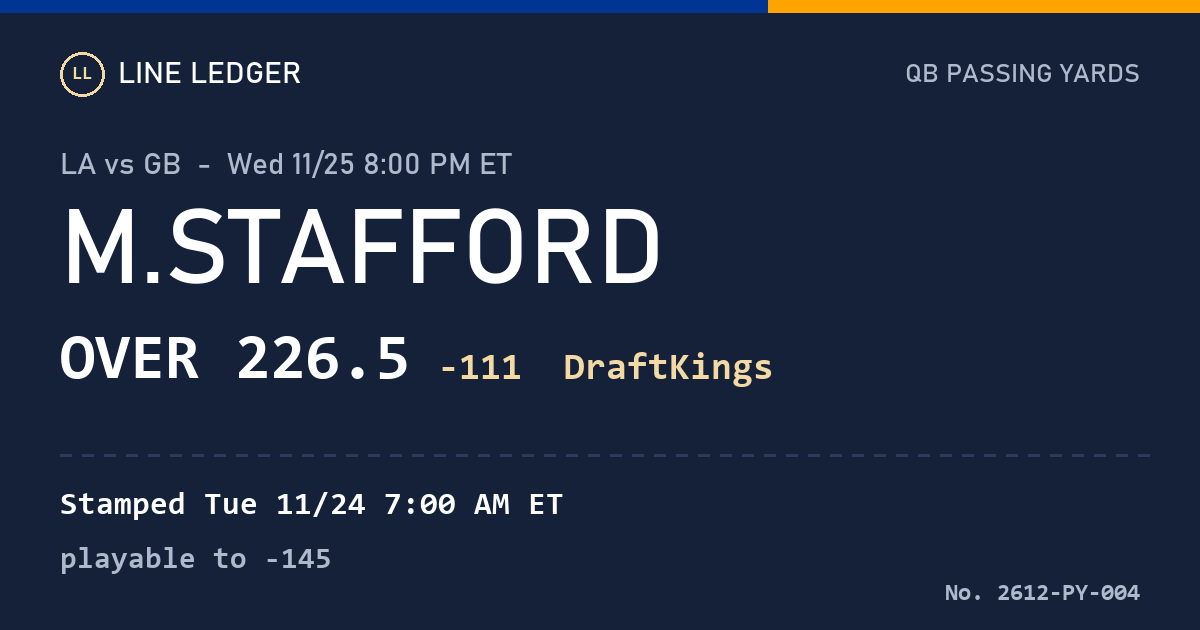 LL LINE LEDGER
QB PASSING YARDS
LA vs GB - Wed 11/25 8:00 PM ET
M.STAFFORD
OVER 226.5 -111 DraftKings
Stamped Tue 11/24 7:00 AM ET
playable to -145
No. 2612-PY-004